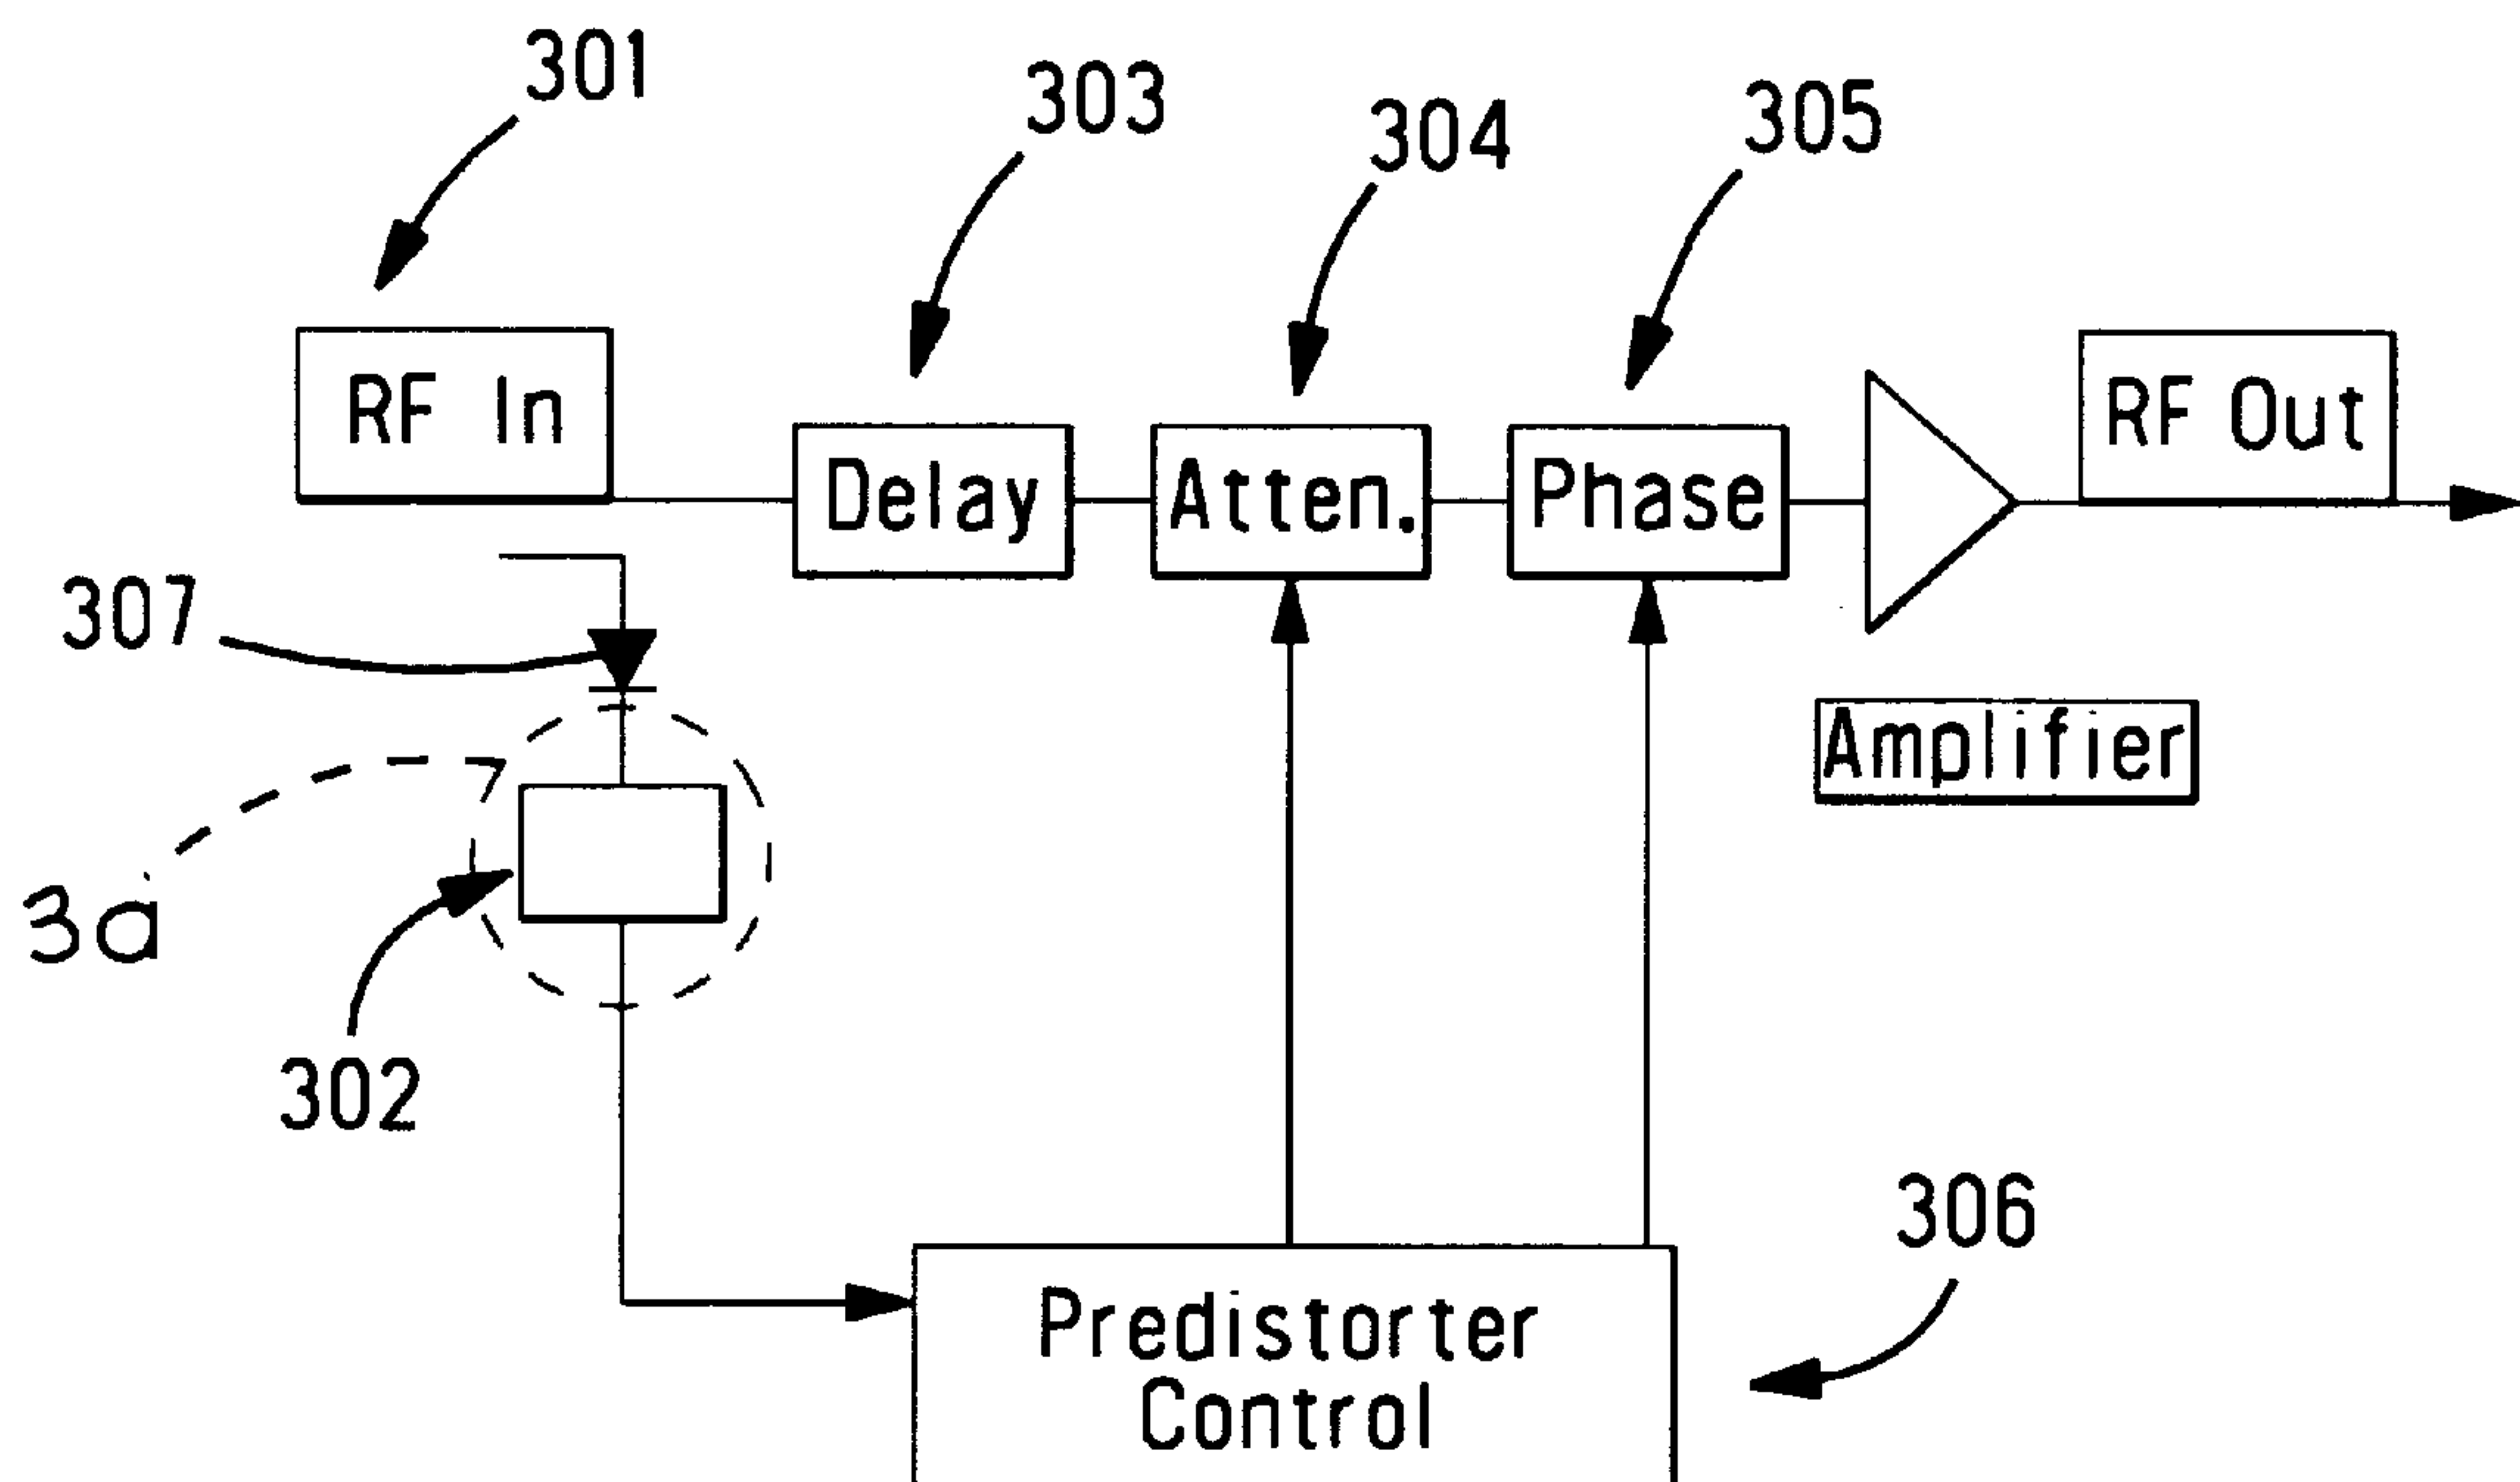 301
303
304
305
RF In
RF Out
Delay
Atten.
Phase
307
Amplifier
3a
302
306
Predistorter
Control